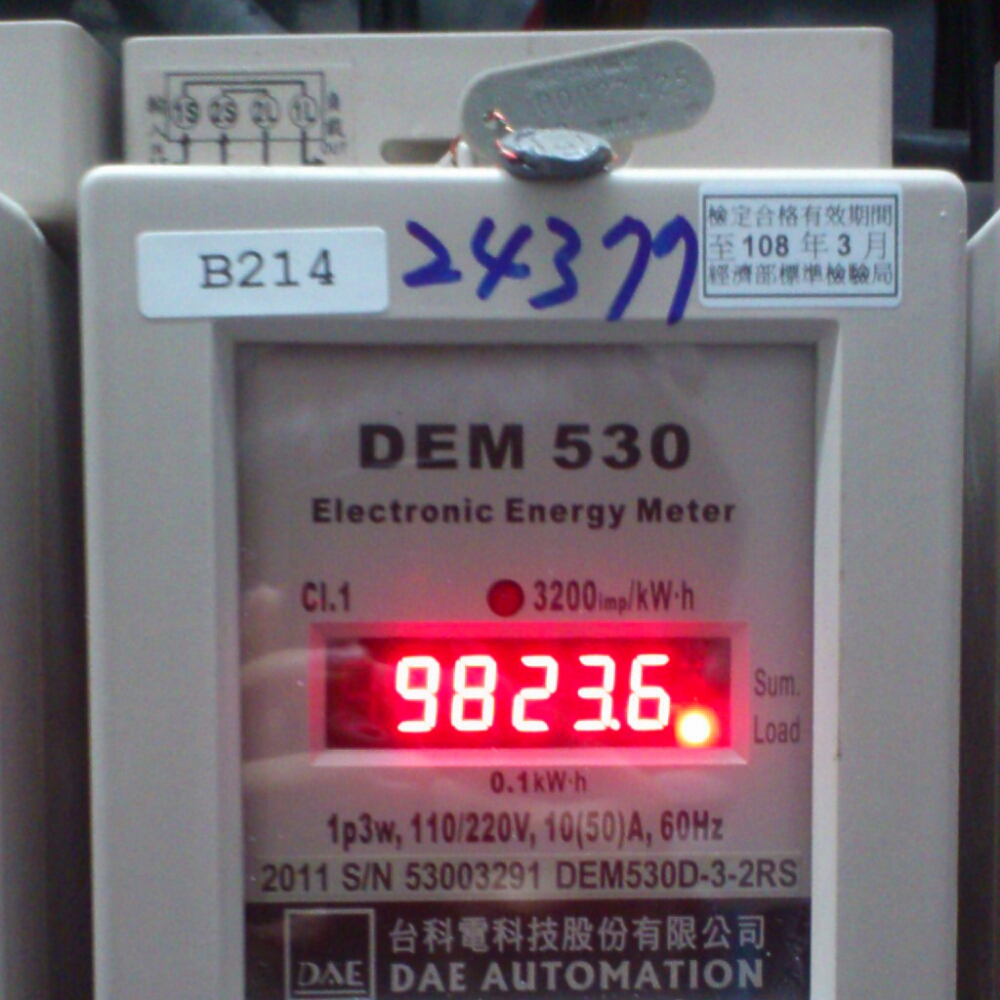 1S 2S 2L 1L
B214
24377
檢定合格有效期間
至 108 年 3 月
經濟部標準檢驗局
DEM 530
Electronic Energy Meter
Cl.1
3200imp/kW·h
9823.6
Sum.
Load
0.1kW·h
1p3w, 110/220V, 10(50)A, 60Hz
2011 S/N 53003291 DEM530D-3-2RS
台科電科技股份有限公司
DAE
DAE AUTOMATION